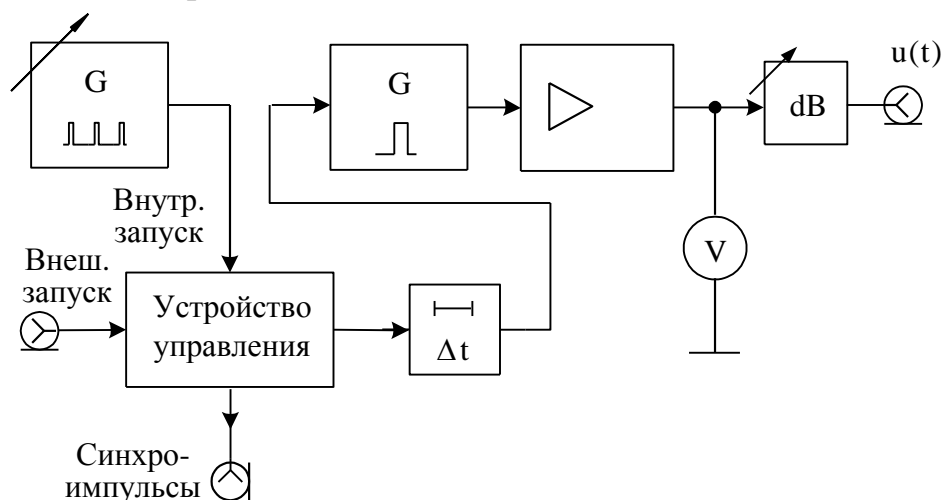 G
G
u(t)
dB
Внутр.
запуск
Внеш.
запуск
V
Устройство
управления
Δt
Синхро-
импульсы